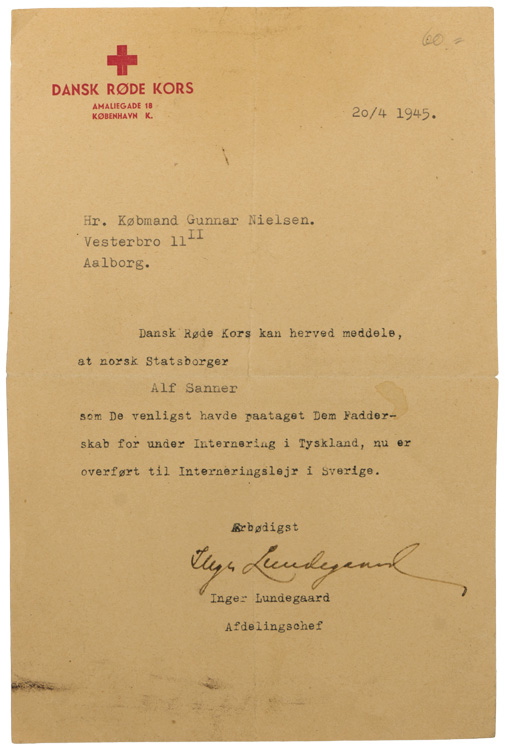 60.=
DANSK RØDE KORS
AMALIEGADE 18
KØBENHAVN K.
20/4 1945.
Hr. Købmand Gunnar Nielsen.
Vesterbro 11 II
Aalborg.
Dansk Røde Kors kan herved meddele,
at norsk Statsborger
Alf Sanner
som De venligst havde paataget Dem Fadder-
skab for under Internering i Tyskland, nu er
overført til Interneringslejr i Sverige.
Ærbødigst
Inger Lundegaard
Inger Lundegaard
Afdelingschef